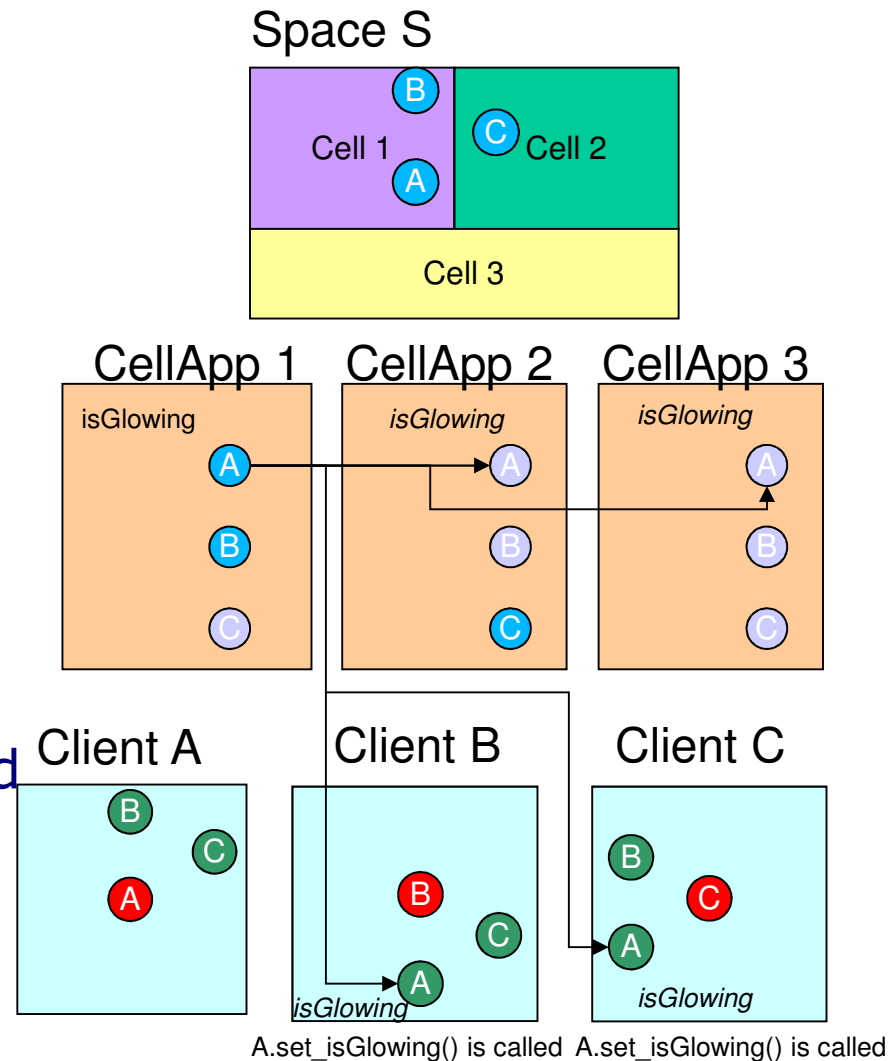 Space S
B
C
Cell 1
Cell 2
A
Cell 3
CellApp 1 CellApp 2 CellApp 3
isGlowing isGlowing isGlowing
A A A
B B B
C C C
d
Client A Client B Client C
B
C
A
B
C
A
isGlowing
B
C
A
isGlowing
A.set_isGlowing() is called A.set_isGlowing() is called